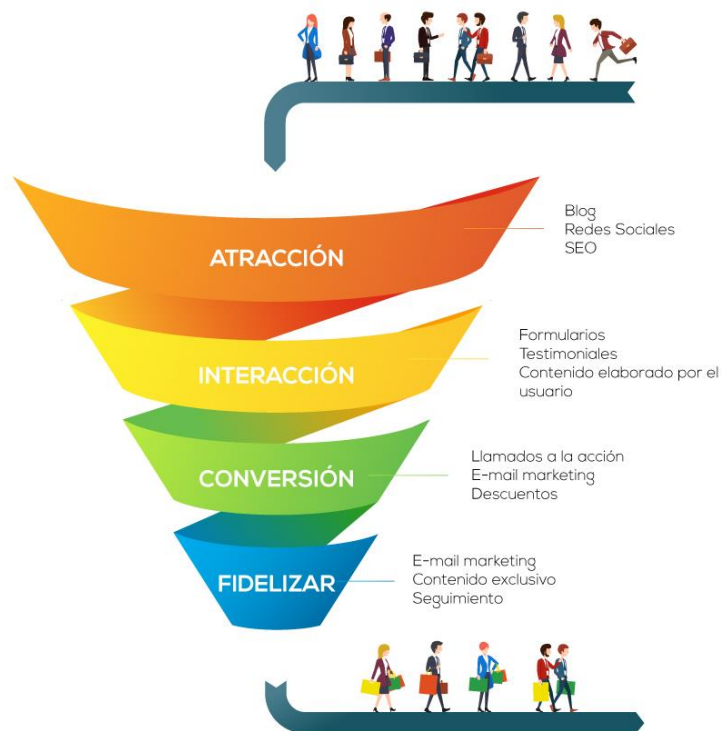 ATRACCIÓN
Blog
Redes Sociales
SEO
INTERACCIÓN
Formularios
Testimoniales
Contenido elaborado por el
usuario
CONVERSIÓN
Llamados a la acción
E-mail marketing
Descuentos
FIDELIZAR
E-mail marketing
Contenido exclusivo
Seguimiento